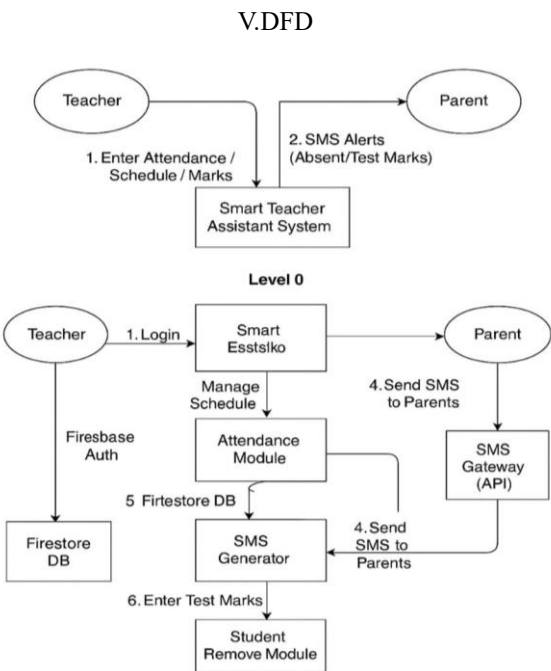 V.DFD
Teacher
Parent
1. Enter Attendance /
Schedule / Marks
2. SMS Alerts
(Absent/Test Marks)
Smart Teacher
Assistant System
Level 0
Teacher
1. Login
Smart
Esstslko
Parent
Manage
Schedule
4. Send SMS
to Parents
Firesbase
Auth
Attendance
Module
SMS
Gateway
(API)
5 Firtestore DB
4. Send
SMS to
Parents
Firestore
DB
SMS
Generator
6. Enter Test Marks
Student
Remove Module